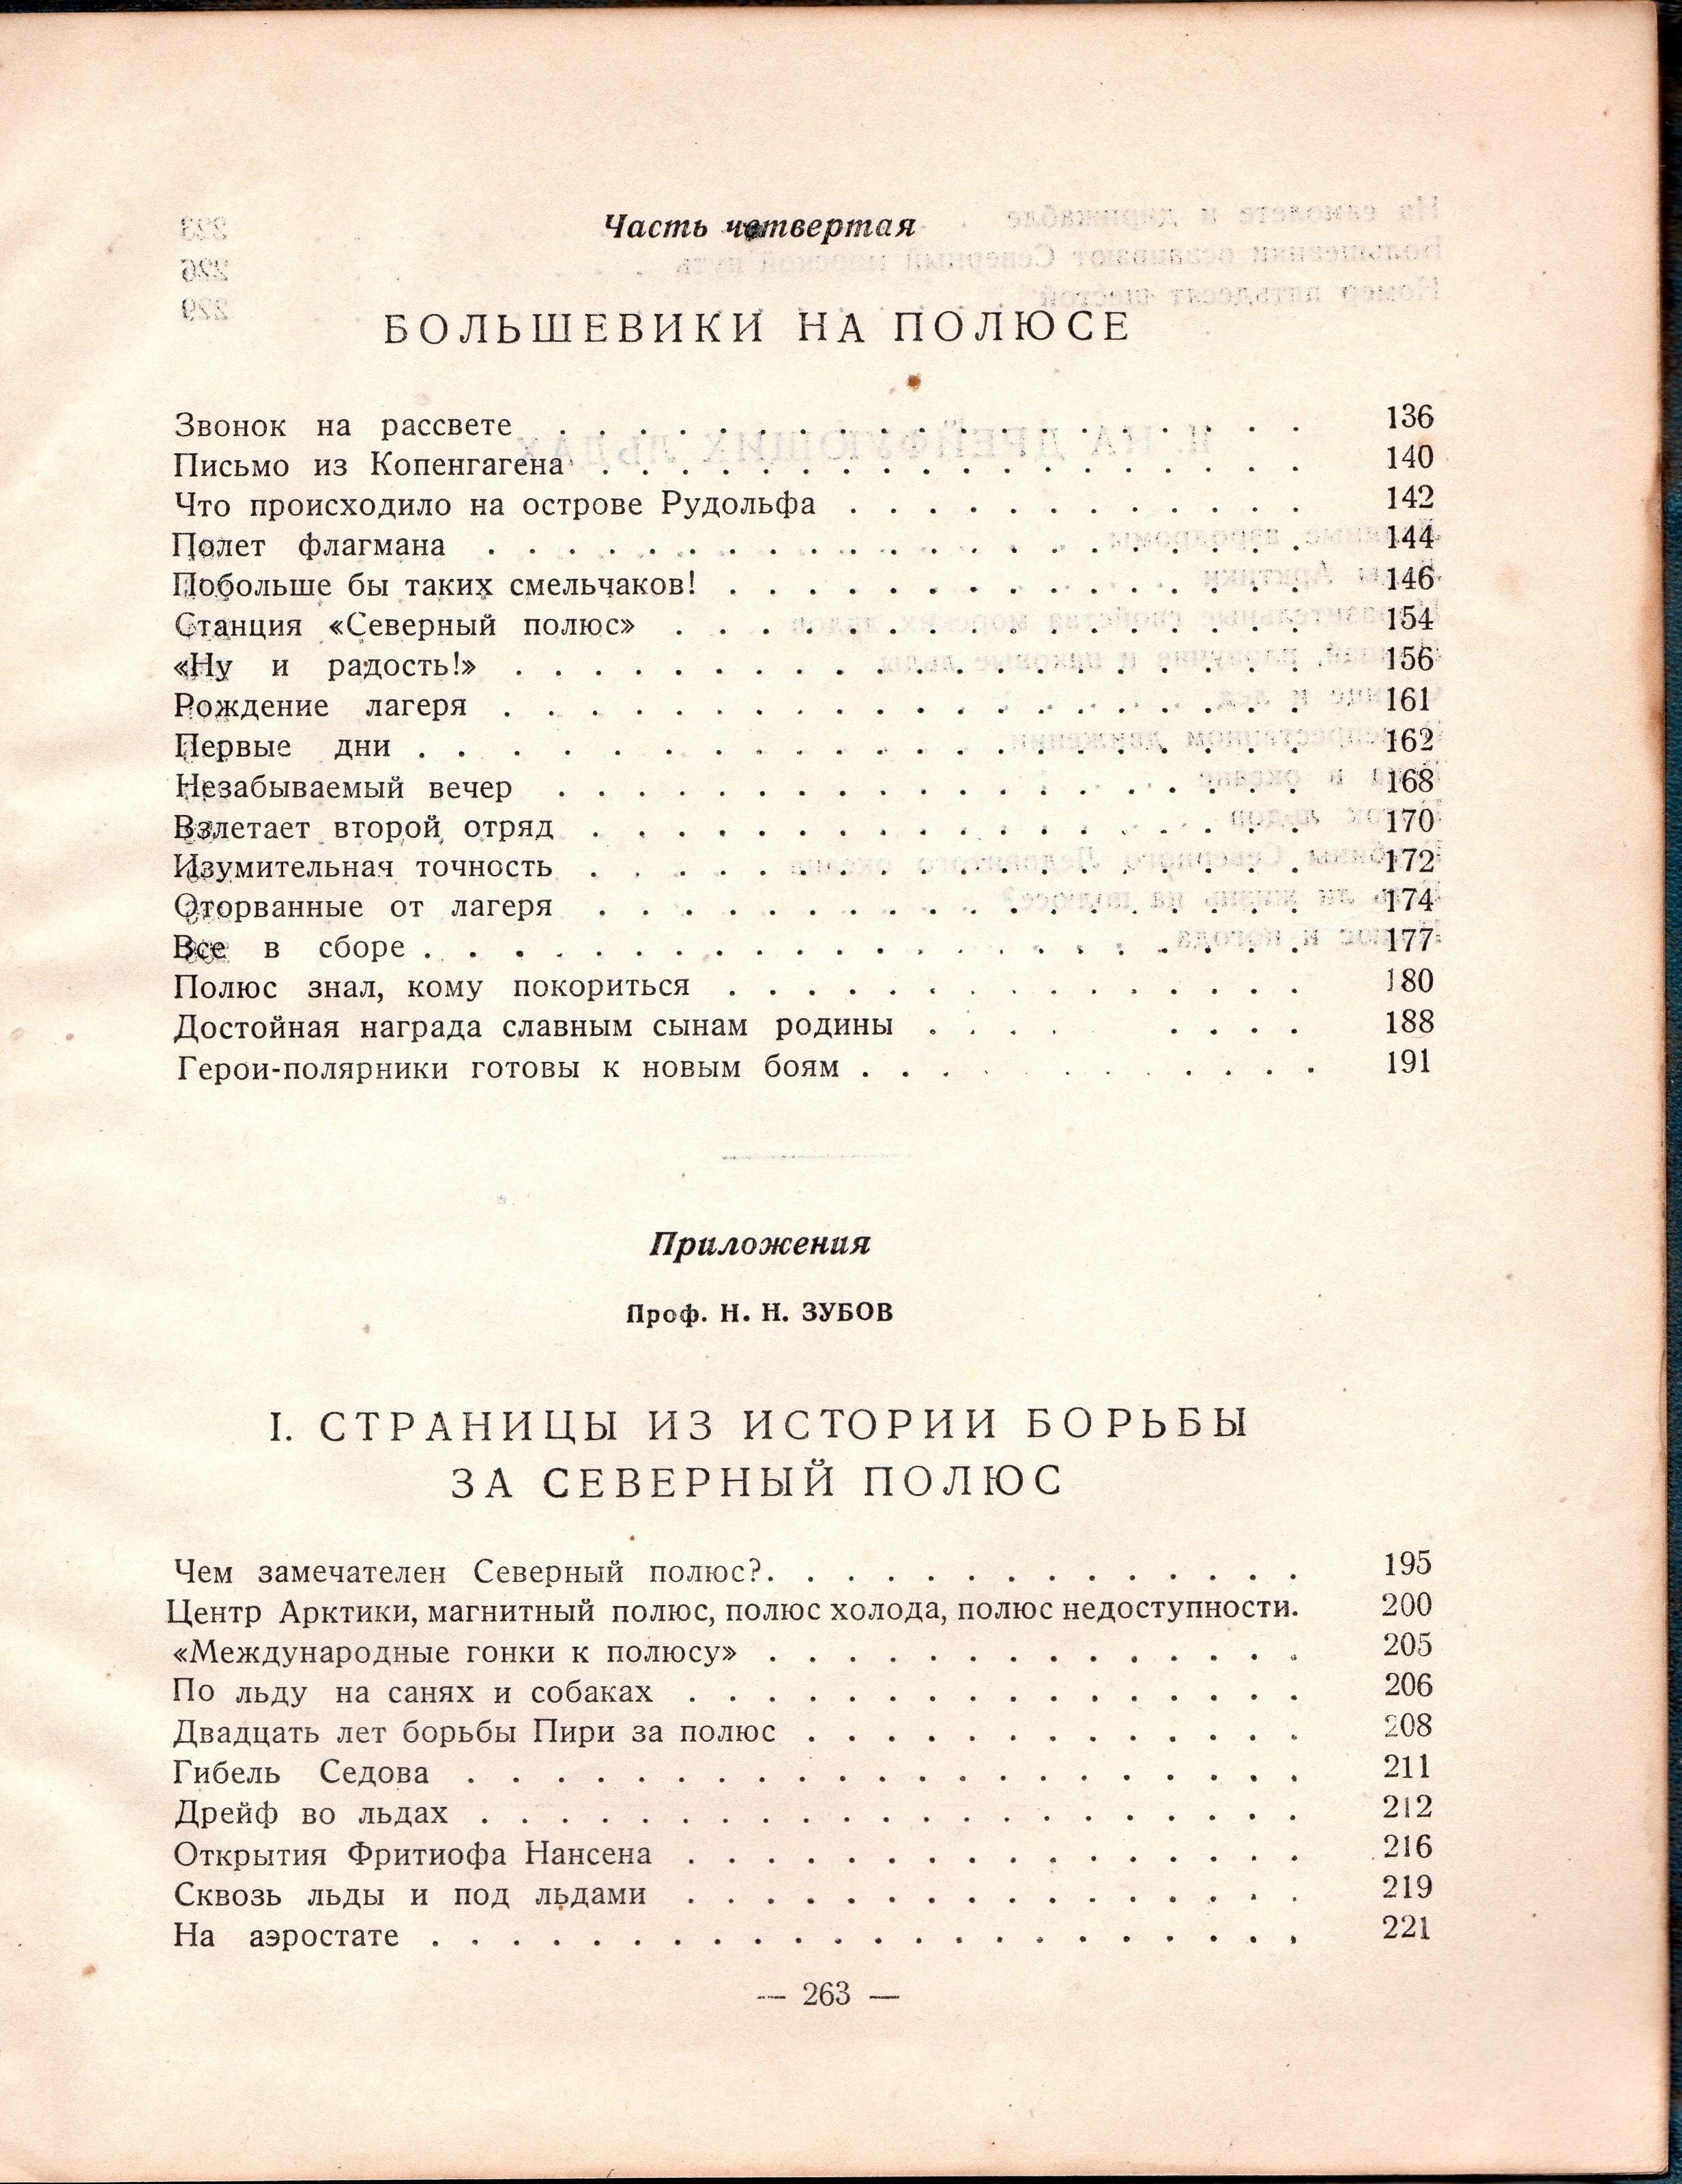 Часть четвертая
БОЛЬШЕВИКИ НА ПОЛЮСЕ
Звонок на рассвете . . . . . . . . . . . . . . . . . . . 136
Письмо из Копенгагена . . . . . . . . . . . . . . . . . . 140
Что происходило на острове Рудольфа . . . . . . . . . . . . 142
Полет флагмана . . . . . . . . . . . . . . . . . . . . . 144
Побольше бы таких смельчаков! . . . . . . . . . . . . . . . 146
Станция «Северный полюс» . . . . . . . . . . . . . . . . 154
«Ну и радость!» . . . . . . . . . . . . . . . . . . . . 156
Рождение лагеря . . . . . . . . . . . . . . . . . . . . 161
Первые дни . . . . . . . . . . . . . . . . . . . . . . 162
Незабываемый вечер . . . . . . . . . . . . . . . . . . . 168
Взлетает второй отряд . . . . . . . . . . . . . . . . . . 170
Изумительная точность . . . . . . . . . . . . . . . . . . 172
Оторванные от лагеря . . . . . . . . . . . . . . . . . . 174
Все в сборе . . . . . . . . . . . . . . . . . . . . . . 177
Полюс знал, кому покориться . . . . . . . . . . . . . . . 180
Достойная награда славным сынам родины . . . . . . . 188
Герои-полярники готовы к новым боям . . . . . . . . . . 191
Приложения
Проф. Н. Н. ЗУБОВ
I. СТРАНИЦЫ ИЗ ИСТОРИИ БОРЬБЫ
ЗА СЕВЕРНЫЙ ПОЛЮС
Чем замечателен Северный полюс? . . . . . . . . . . . . . . 195
Центр Арктики, магнитный полюс, полюс холода, полюс недоступности. 200
«Международные гонки к полюсу» . . . . . . . . . . . . . . 205
По льду на санях и собаках . . . . . . . . . . . . . . . . 206
Двадцать лет борьбы Пири за полюс . . . . . . . . . . . . . 208
Гибель Седова . . . . . . . . . . . . . . . . . . . . . 211
Дрейф во льдах . . . . . . . . . . . . . . . . . . . . . 212
Открытия Фритиофа Нансена . . . . . . . . . . . . . . . . 216
Сквозь льды и под льдами . . . . . . . . . . . . . . . . 219
На аэростате . . . . . . . . . . . . . . . . . . . . . . 221
— 263 —